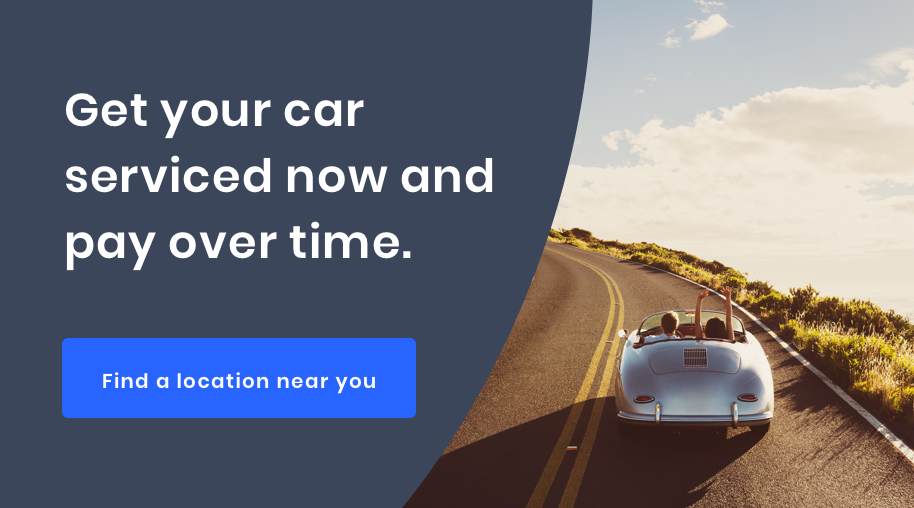 Get your car
serviced now and
pay over time.
Find a location near you